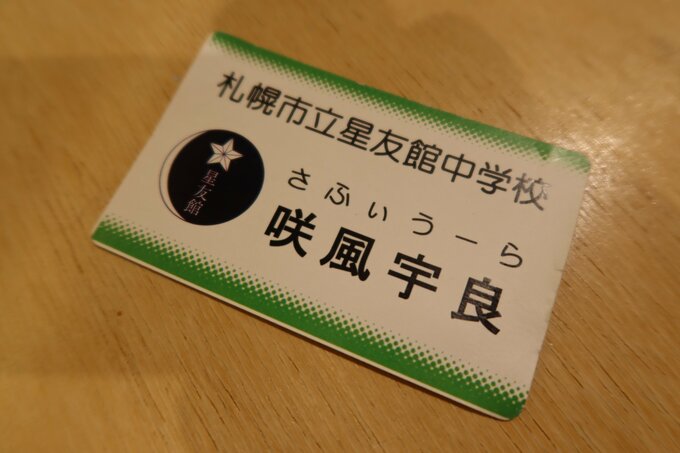 札幌市立星友館中学校
星友館
さふぃうーら
咲風宇良